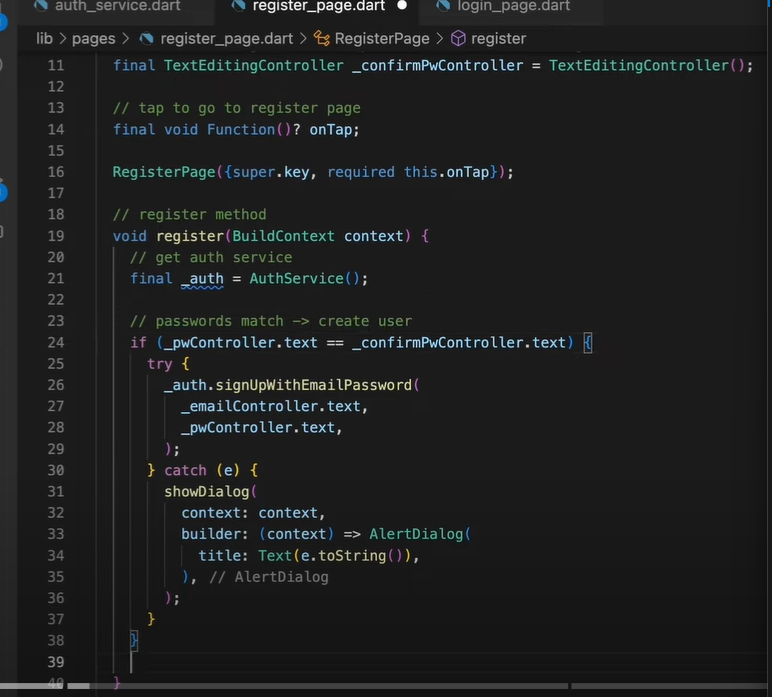 auth_service.dart register_page.dart login_page.dart
lib > pages > register_page.dart > RegisterPage > register
11 final TextEditingController _confirmPwController = TextEditingController();
12
13 // tap to go to register page
14 final void Function()? onTap;
15
16 RegisterPage({super.key, required this.onTap});
17
18 // register method
19 void register(BuildContext context) {
20 // get auth service
21 final _auth = AuthService();
22
23 // passwords match -> create user
24 if (_pwController.text == _confirmPwController.text) {
25 try {
26 _auth.signUpWithEmailPassword(
27 _emailController.text,
28 _pwController.text,
29 );
30 } catch (e) {
31 showDialog(
32 context: context,
33 builder: (context) => AlertDialog(
34 title: Text(e.toString()),
35 ), // AlertDialog
36 );
37 }
38 }
39
40 }